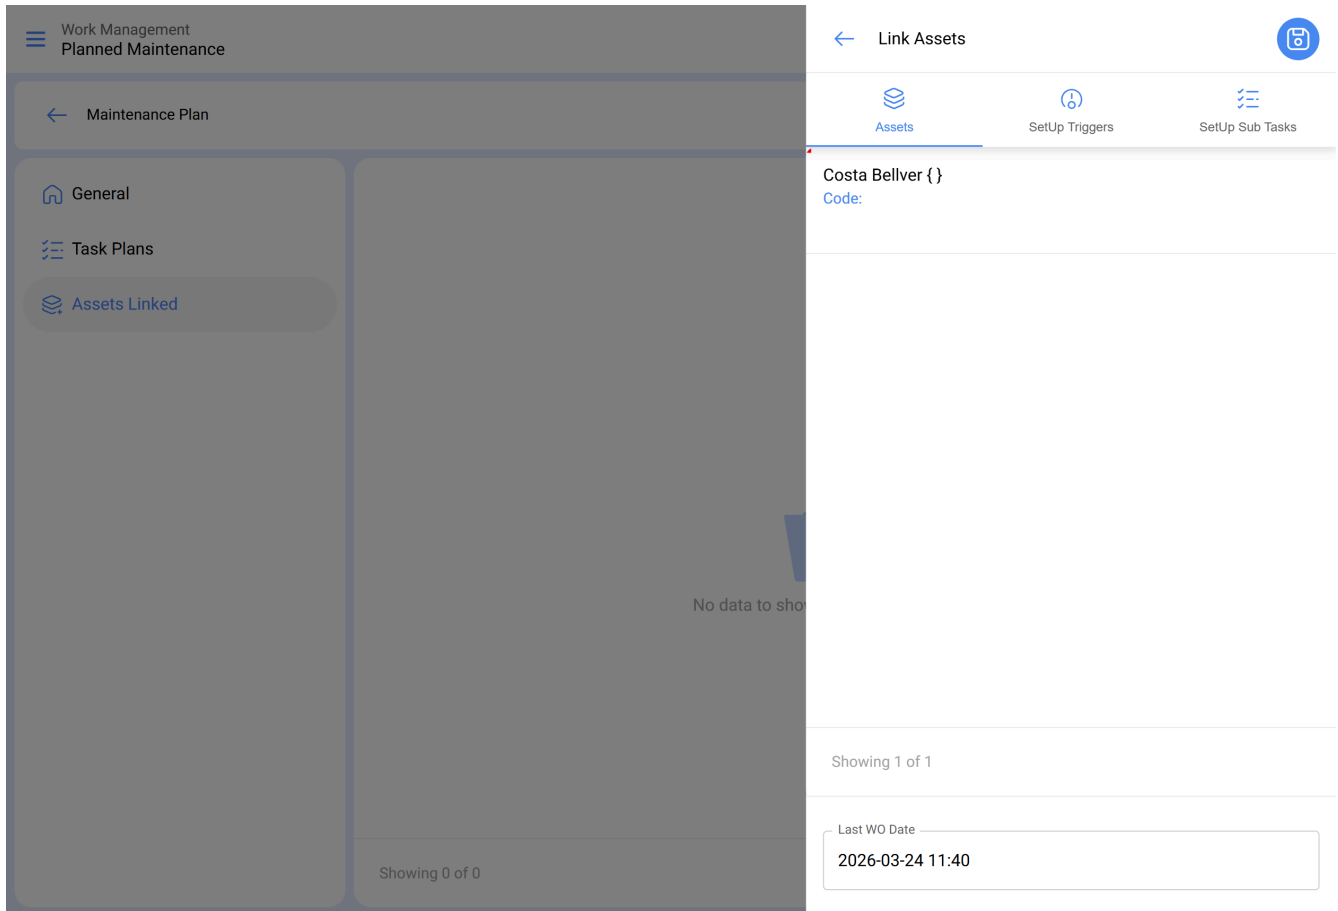 Work Management
Planned Maintenance
Maintenance Plan
General
Task Plans
Assets Linked
No data to sho
Showing 0 of 0
Link Assets
Assets
SetUp Triggers
SetUp Sub Tasks
Costa Bellver { }
Code:
Showing 1 of 1
Last WO Date
2026-03-24 11:40